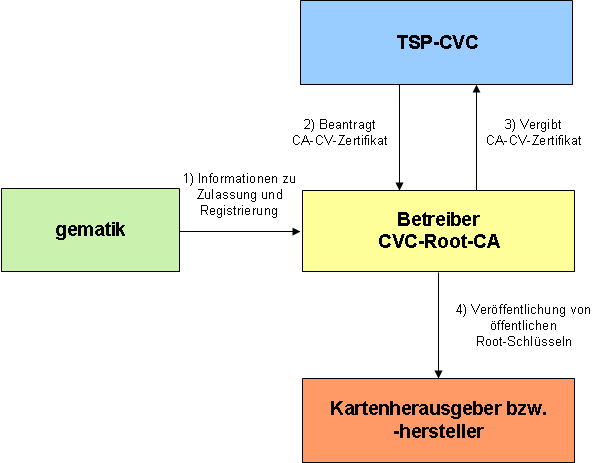 TSP-CVC
2) Beantragt
CA-CV-Zertifikat
3) Vergibt
CA-CV-Zertifikat
1) Informationen zu
Zulassung und
Registrierung
gematik
Betreiber
CVC-Root-CA
4) Veröffentlichung von
öffentlichen
Root-Schlüsseln
Kartenherausgeber bzw.
-hersteller